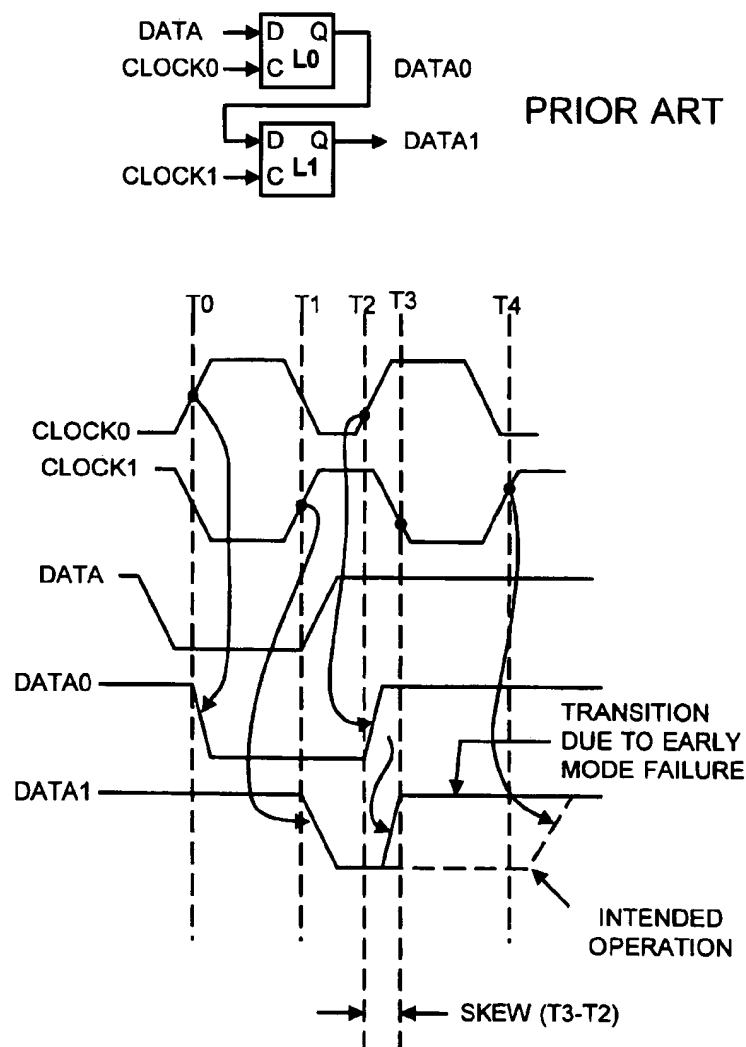 DATA
D Q
CLOCK0
C L0
DATA0
PRIOR ART
D Q
DATA1
CLOCK1
C L1
T0 T1 T2 T3 T4
CLOCK0
CLOCK1
DATA
DATA0
TRANSITION
DUE TO EARLY
MODE FAILURE
DATA1
INTENDED
OPERATION
SKEW (T3-T2)